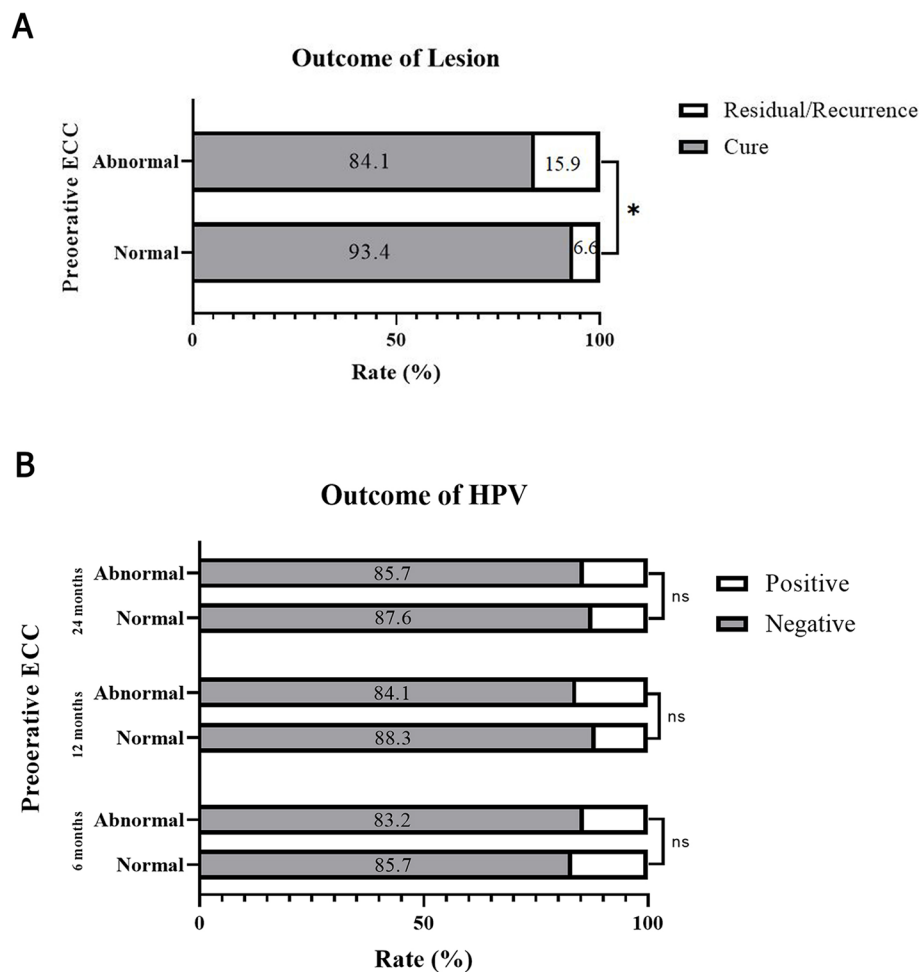 A
Outcome of Lesion
Residual/Recurrence
Cure
Preoerative ECC
Abnormal
84.1
15.9
*
Normal
93.4
6.6
0
50
100
Rate (%)
B
Outcome of HPV
Positive
Negative
Preoerative ECC
24 months
Abnormal
85.7
ns
Normal
87.6
12 months
Abnormal
84.1
ns
Normal
88.3
6 months
Abnormal
83.2
ns
Normal
85.7
0
50
100
Rate (%)